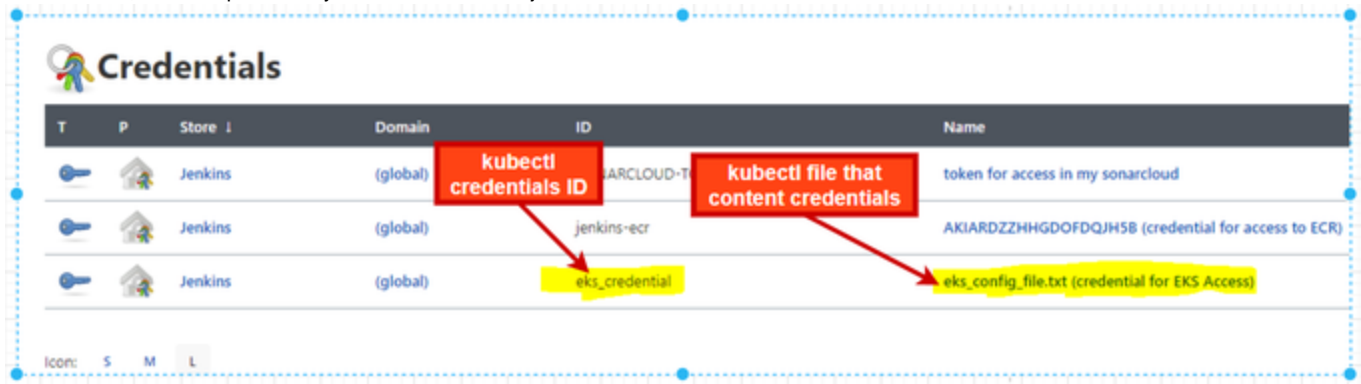 Credentials
T P Store ↓ Domain ID Name
kubectl
credentials ID
kubectl file that
content credentials
Jenkins (global) ARCLOUD-T token for access in my sonarcloud
Jenkins (global) jenkins-ecr AKIARDZZHHGDOFDQJH5B (credential for access to ECR)
Jenkins (global) eks_credential eks_config_file.txt (credential for EKS Access)
Icon: S M L